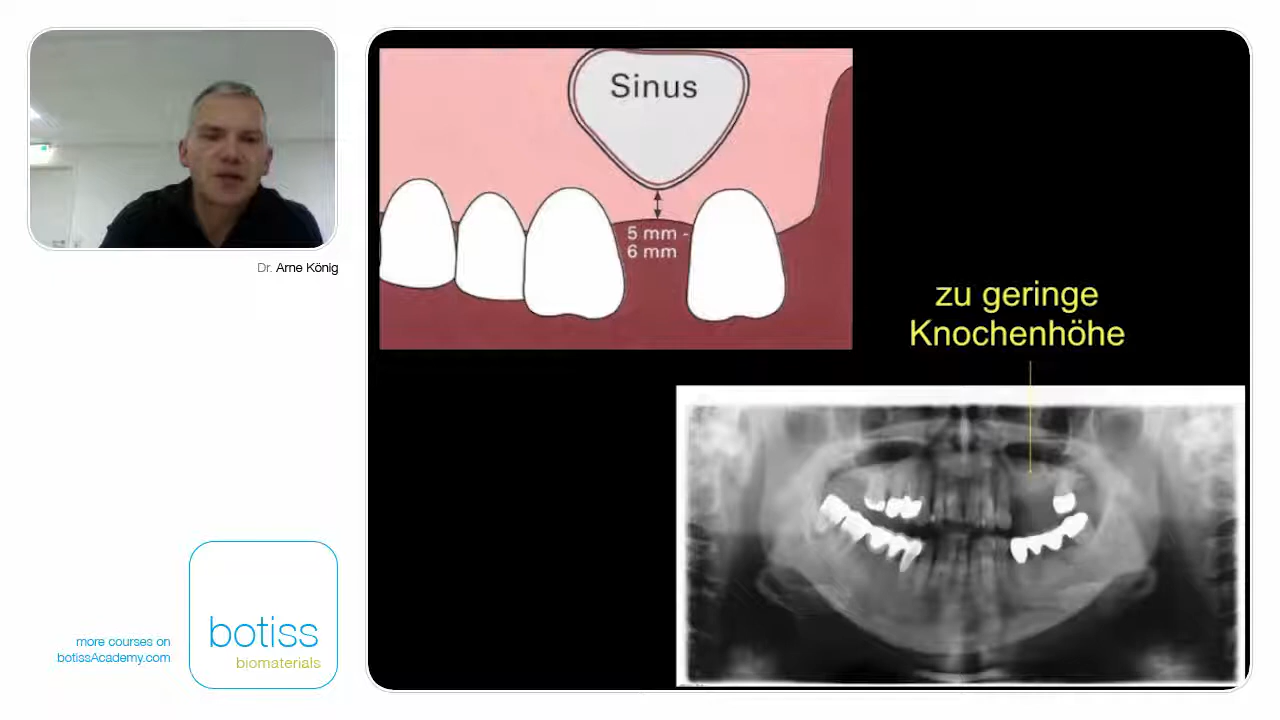 Dr. Arne König
Sinus
5 mm -
6 mm
zu geringe
Knochenhöhe
more courses on
botissAcademy.com
botiss
biomaterials